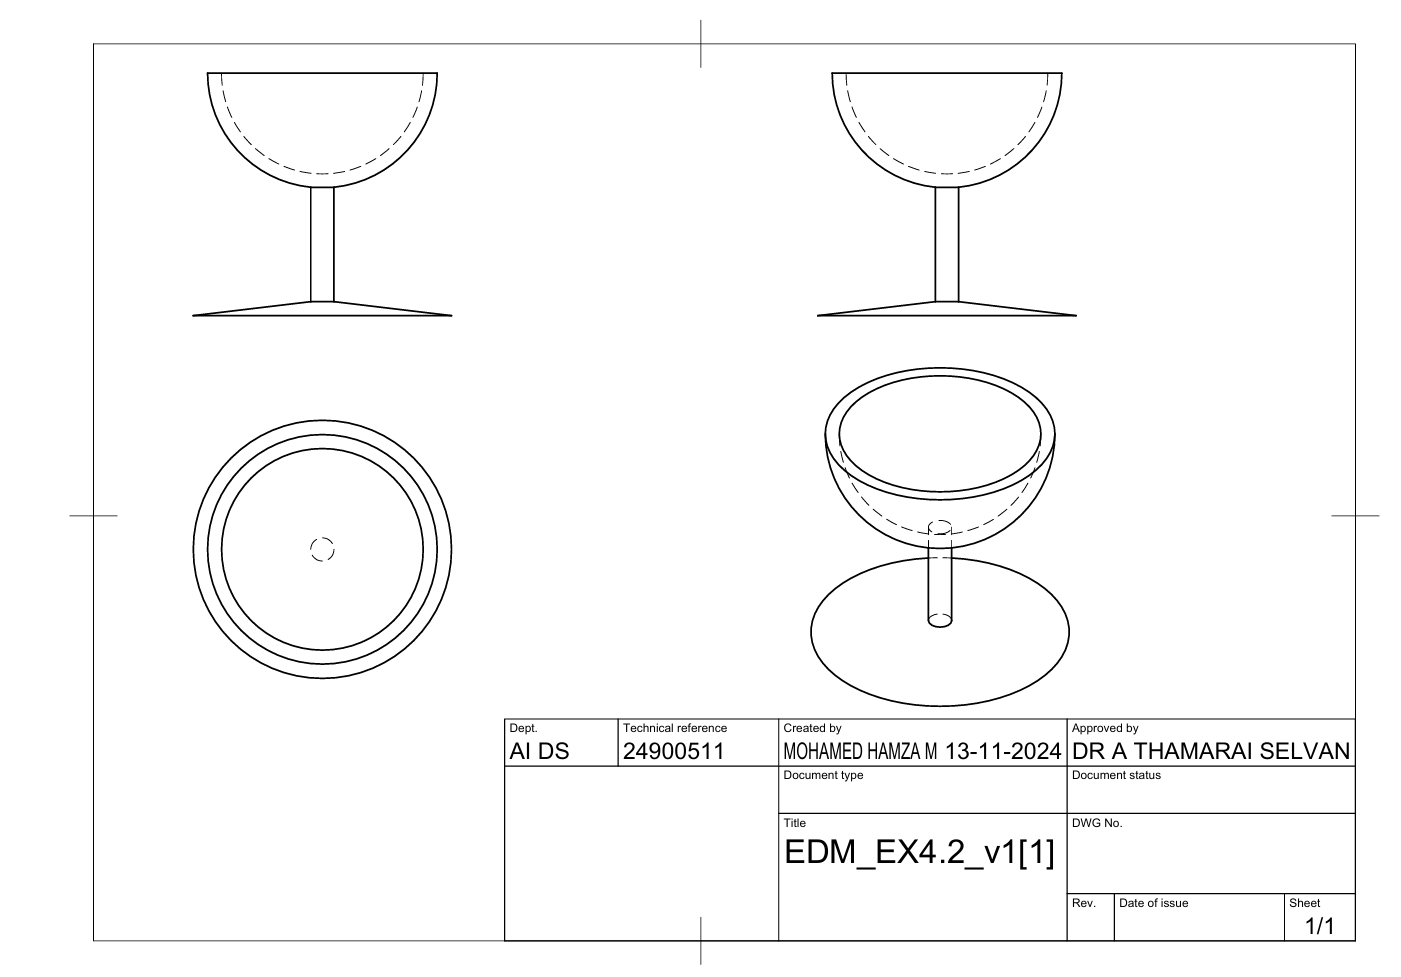 Dept.
Technical reference
Created by
Approved by
AI DS
24900511
MOHAMED HAMZA M 13-11-2024
DR A THAMARAI SELVAN
Document type
Document status
Title
DWG No.
EDM_EX4.2_v1[1]
Rev.
Date of issue
Sheet
1/1